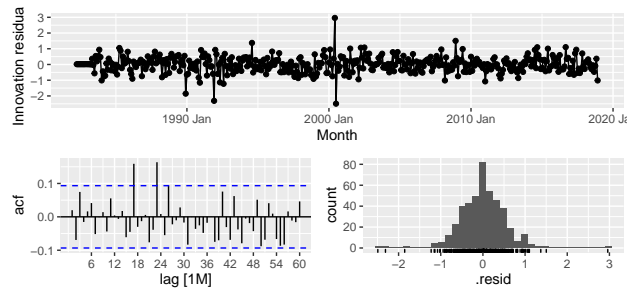 Innovation residua
3
2
1
0
−1
−2
1990 Jan
2000 Jan
2010 Jan
2020 Ja
Month
acf
0.1
0.0
−0.1
6 12 18 24 30 36 42 48 54 60
lag [1M]
count
80
60
40
20
0
−2 −1 0 1 2 3
.resid